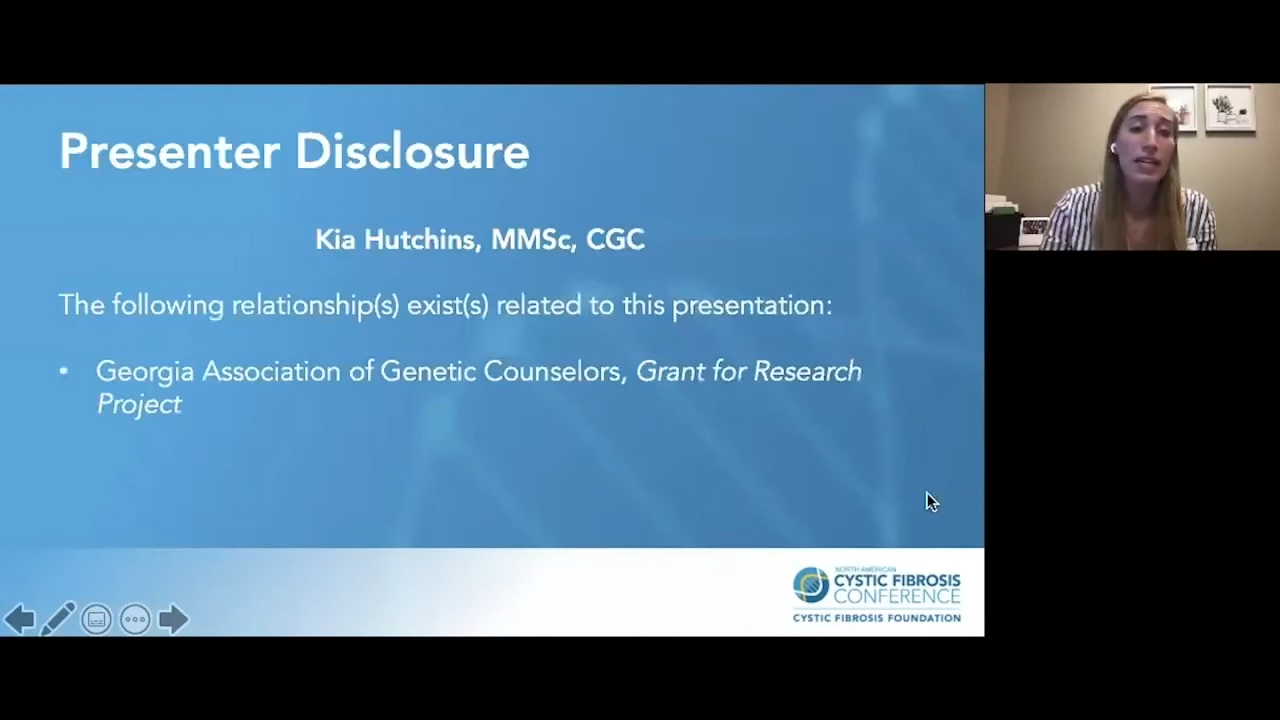 Presenter Disclosure
Kia Hutchins, MMSc, CGC
The following relationship(s) exist(s) related to this presentation:
• Georgia Association of Genetic Counselors, Grant for Research
Project
NORTH AMERICAN
CYSTIC FIBROSIS
CONFERENCE
CYSTIC FIBROSIS FOUNDATION